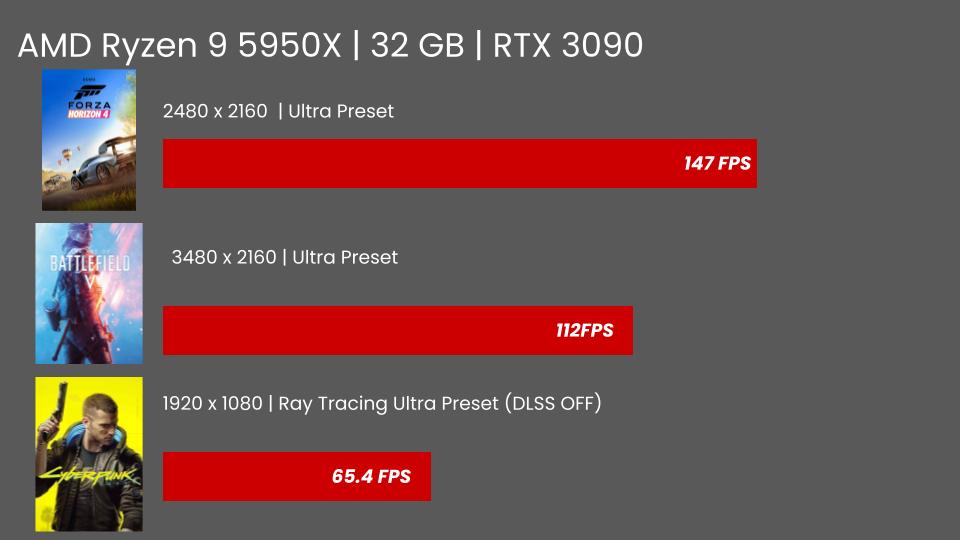 AMD Ryzen 9 5950X | 32 GB | RTX 3090
FORZA
HORIZON 4
2480 x 2160 | Ultra Preset
147 FPS
BATTLEFIELD
V
3480 x 2160 | Ultra Preset
112FPS
Cyberpunk
1920 x 1080 | Ray Tracing Ultra Preset (DLSS OFF)
65.4 FPS